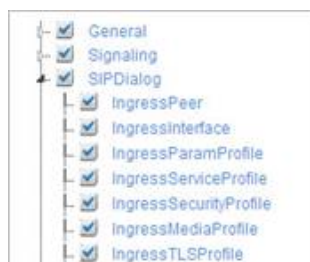 General
Signaling
SIPDialog
IngressPeer
IngressInterface
IngressParamProfile
IngressServiceProfile
IngressSecurityProfile
IngressMediaProfile
IngressTLSProfile